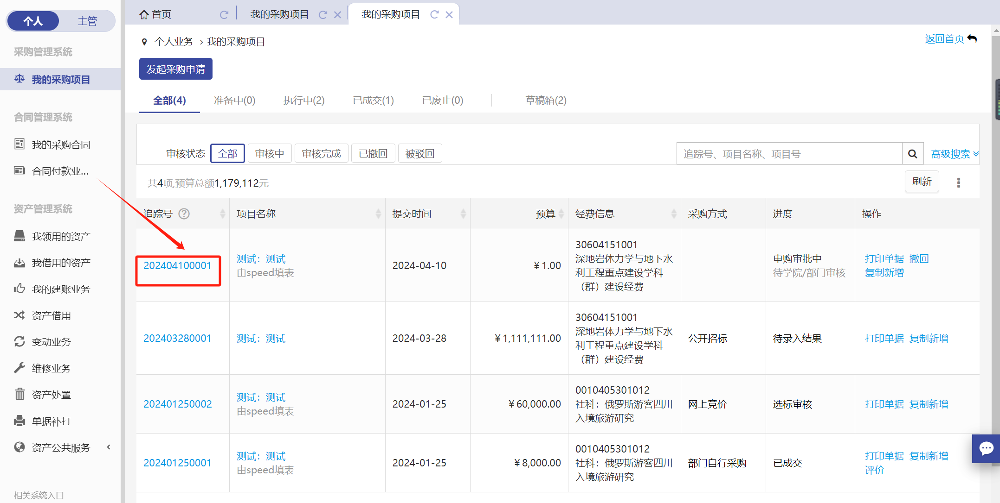 个人
主管
采购管理系统
我的采购项目
合同管理系统
我的采购合同
合同付款业...
资产管理系统
我领用的资产
我借用的资产
我的建账业务
资产借用
变动业务
维修业务
资产处置
单据补打
资产公共服务
相关系统入口
首页
我的采购项目
我的采购项目
个人业务 › 我的采购项目
返回首页
发起采购申请
全部(4)
准备中(0)
执行中(2)
已成交(1)
已废止(0)
草稿箱(2)
审核状态
全部
审核中
审核完成
已撤回
被驳回
追踪号、项目名称、项目号
高级搜索
共4项,预算总额1,179,112元
刷新
追踪号
项目名称
提交时间
预算
经费信息
采购方式
进度
操作
202404100001
测试：测试
由speed填表
2024-04-10
¥1.00
30604151001
深地岩体力学与地下水
利工程重点建设学科
（群）建设经费
申购审批中
待学院/部门审核
打印单据 撤回
复制新增
202403280001
测试：测试
2024-03-28
¥1,111,111.00
30604151001
深地岩体力学与地下水
利工程重点建设学科
（群）建设经费
公开招标
待录入结果
打印单据 复制新增
202401250002
测试：测试
由speed填表
2024-01-25
¥60,000.00
0010405301012
社科：俄罗斯游客四川
入境旅游研究
网上竞价
选标审核
打印单据 复制新增
202401250001
测试：测试
由speed填表
2024-01-25
¥8,000.00
0010405301012
社科：俄罗斯游客四川
入境旅游研究
部门自行采购
已成交
打印单据 复制新增
评价